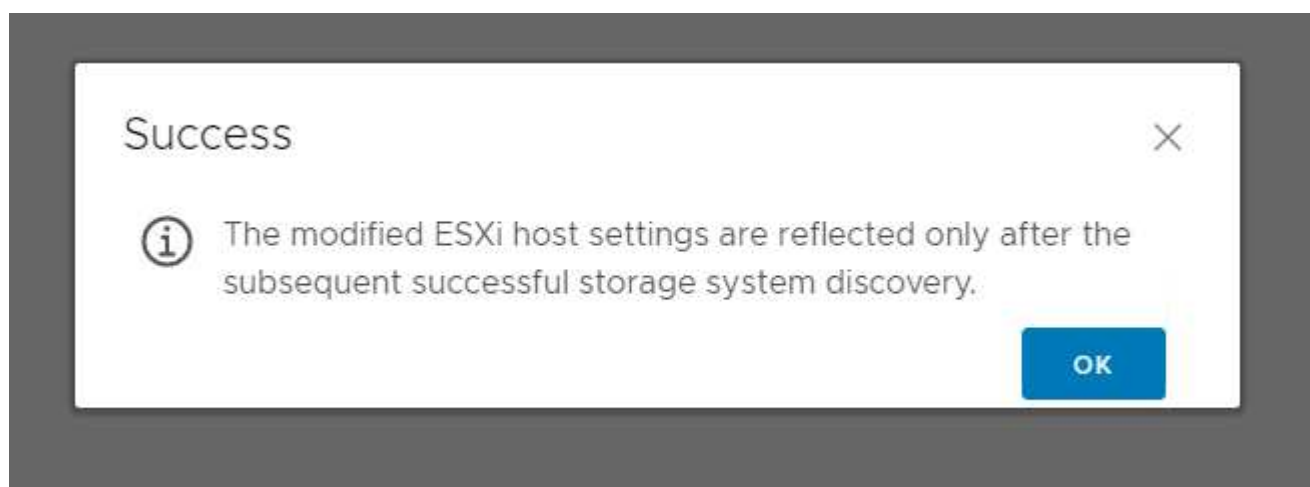 Success
The modified ESXi host settings are reflected only after the
subsequent successful storage system discovery.
OK